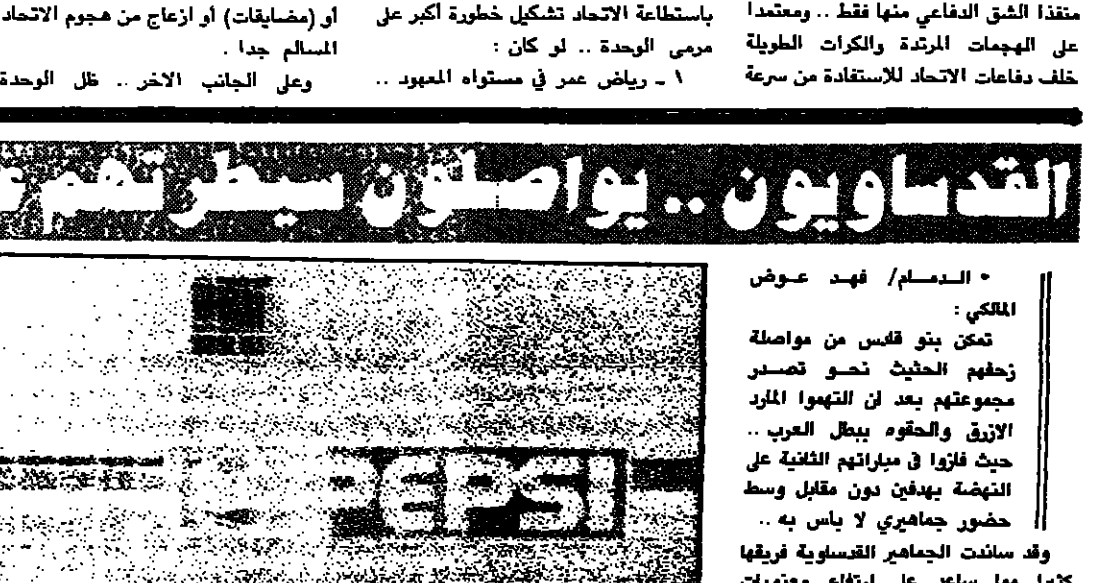 منفذا الشق الدفاعي منها فقط .. ومعتمدا
على الهجمات المرتدة والكرات الطويلة
خلف دفاعات الاتحاد للاستفادة من سرعة
باستطاعة الاتحاد تشكيل خطورة أكبر على
مرمى الوحدة .. لو كان :
١ ـ رياض عمر في مستواه المعهود ..
أو (مضايقات) أو ازعاج من هجوم الاتحاد
المسالم جدا .
وعلى الجانب الاخر .. ظل الوحدة
القدساويون .. يواصلون سيطرتهم
• الدمام/ فهد عوض
المالكي :
تمكن بنو قادس من مواصلة
زحفهم الحثيث نحو تصدر
مجموعتهم بعد ان التهموا المارد
الازرق والحقوه ببطل العرب ..
حيث فازوا في مباراتهم الثانية على
النهضة بهدفين دون مقابل وسط
حضور جماهيري لا بأس به ..
وقد ساندت الجماهير القدساوية فريقها
PEPSI